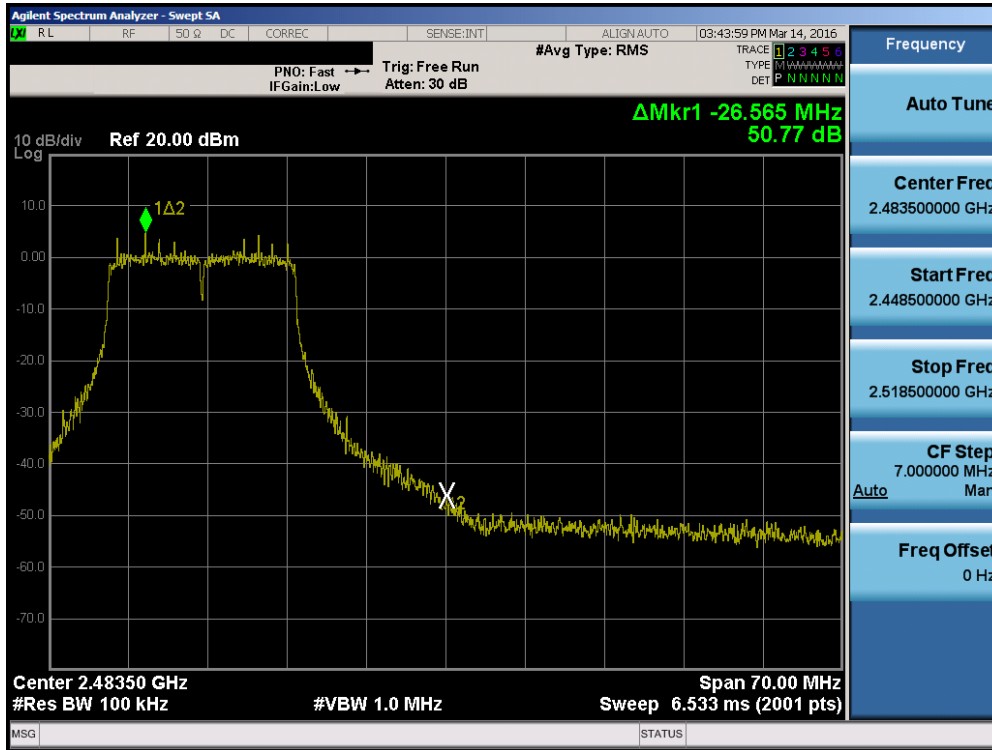 Agilent Spectrum Analyzer - Swept SA
LXI RL RF 50 Ω DC CORREC SENSE:INT ALIGN AUTO 03:43:59 PM Mar 14, 2016
#Avg Type: RMS TRACE 1 2 3 4 5 6
PNO: Fast Trig: Free Run TYPE M
IFGain:Low Atten: 30 dB DET P N N N N N
ΔMkr1 -26.565 MHz
50.77 dB
10 dB/div Ref 20.00 dBm
Log
1Δ2
10.0
0.00
-10.0
-20.0
-30.0
-40.0
2
-50.0
-60.0
-70.0
Center 2.48350 GHz Span 70.00 MHz
#Res BW 100 kHz #VBW 1.0 MHz Sweep 6.533 ms (2001 pts)
MSG STATUS
Frequency
Auto Tune
Center Freq
2.483500000 GHz
Start Freq
2.448500000 GHz
Stop Freq
2.518500000 GHz
CF Step
7.000000 MHz
Auto Man
Freq Offset
0 Hz